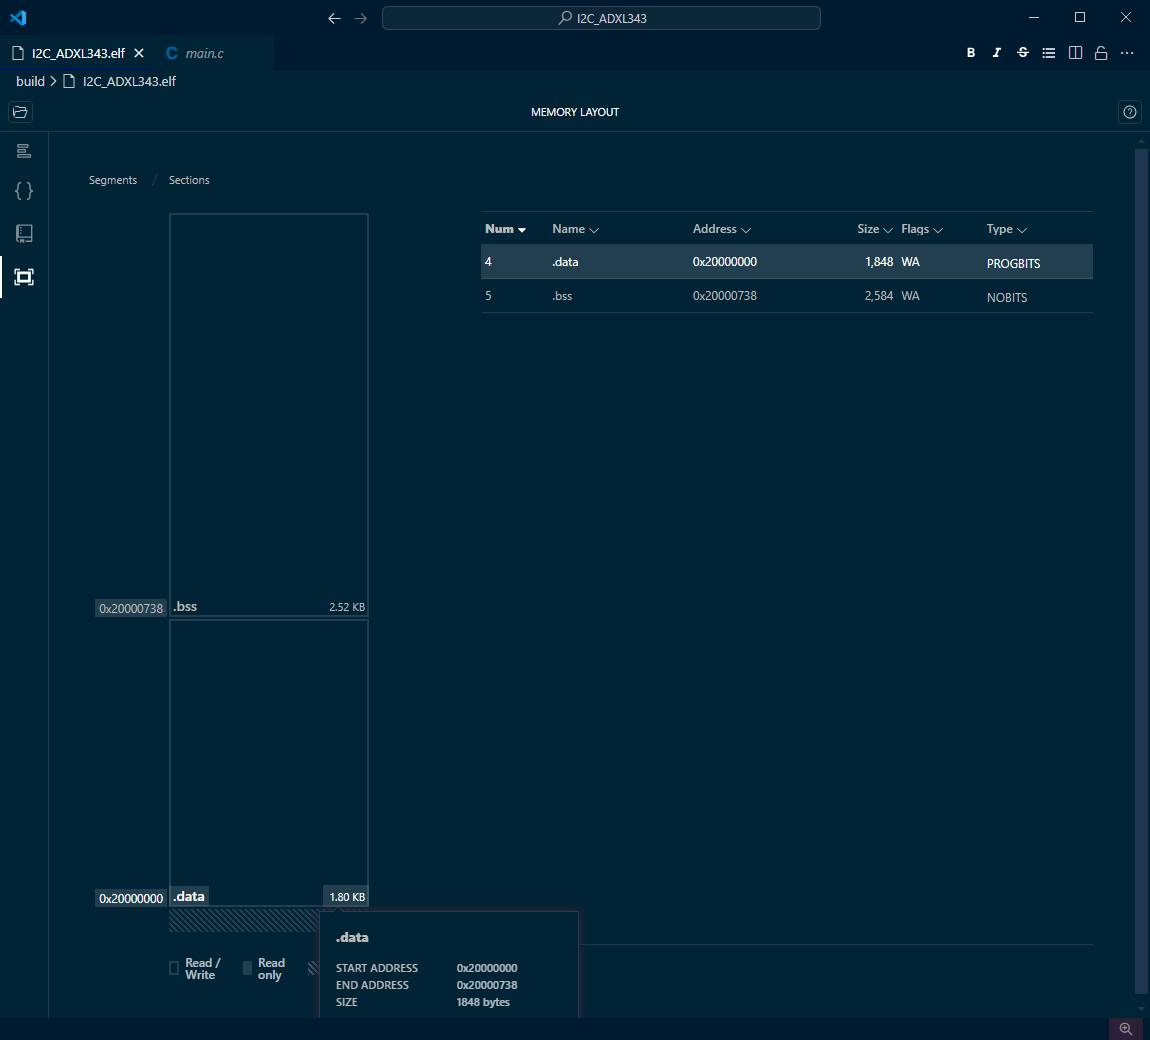 I2C_ADXL343
I2C_ADXL343.elf
C main.c
B I S
build > I2C_ADXL343.elf
MEMORY LAYOUT
Segments / Sections
Num Name Address Size Flags Type
4 .data 0x20000000 1,848 WA PROGBITS
5 .bss 0x20000738 2,584 WA NOBITS
0x20000738 .bss 2.52 KB
0x20000000 .data 1.80 KB
Read / Write
Read only
.data
START ADDRESS 0x20000000
END ADDRESS 0x20000738
SIZE 1848 bytes